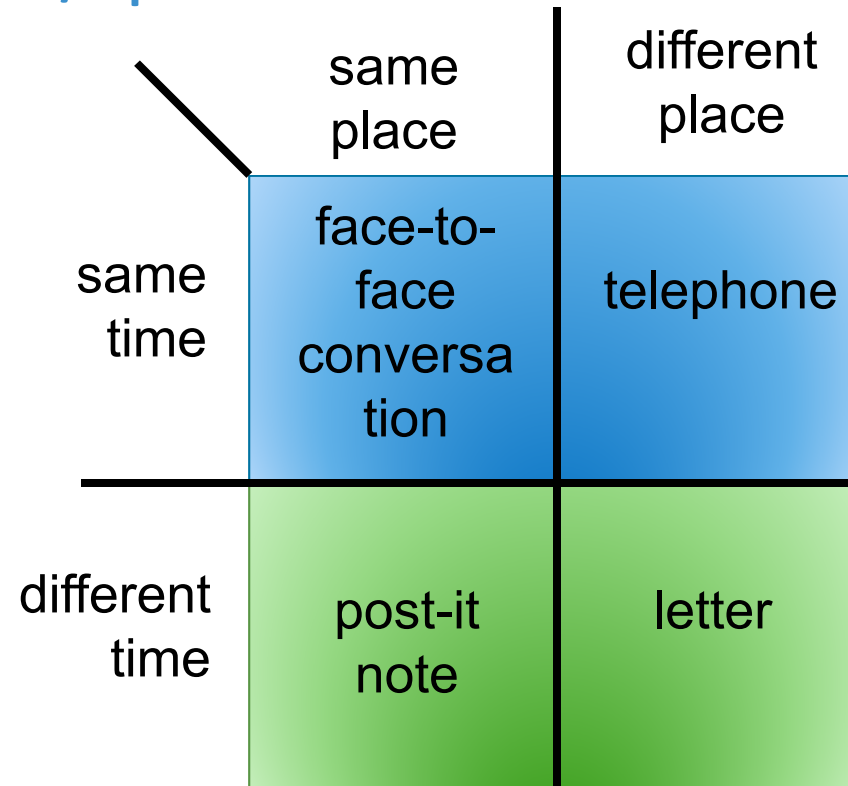 same
place
different
place
same
time
face-to-
face
conversa
tion
telephone
different
time
post-it
note
letter